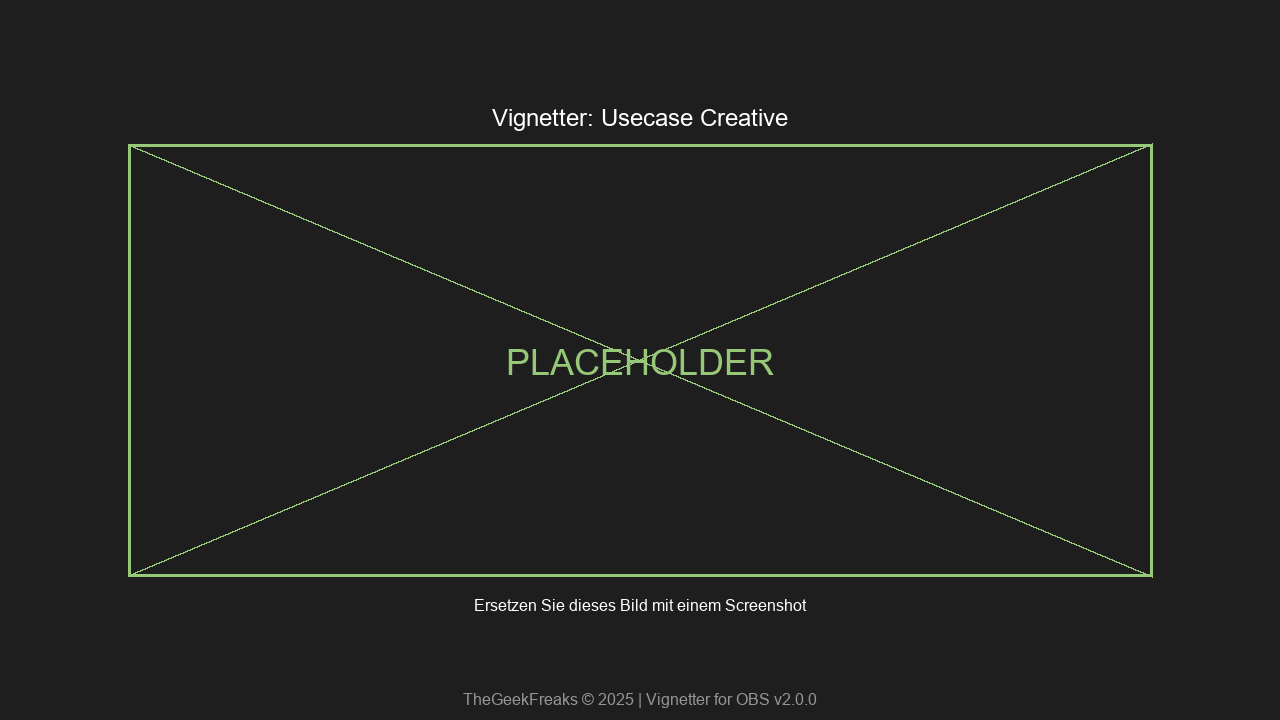 Vignetter: Usecase Creative
PLACEHOLDER
Ersetzen Sie dieses Bild mit einem Screenshot
TheGeekFreaks © 2025 | Vignetter for OBS v2.0.0